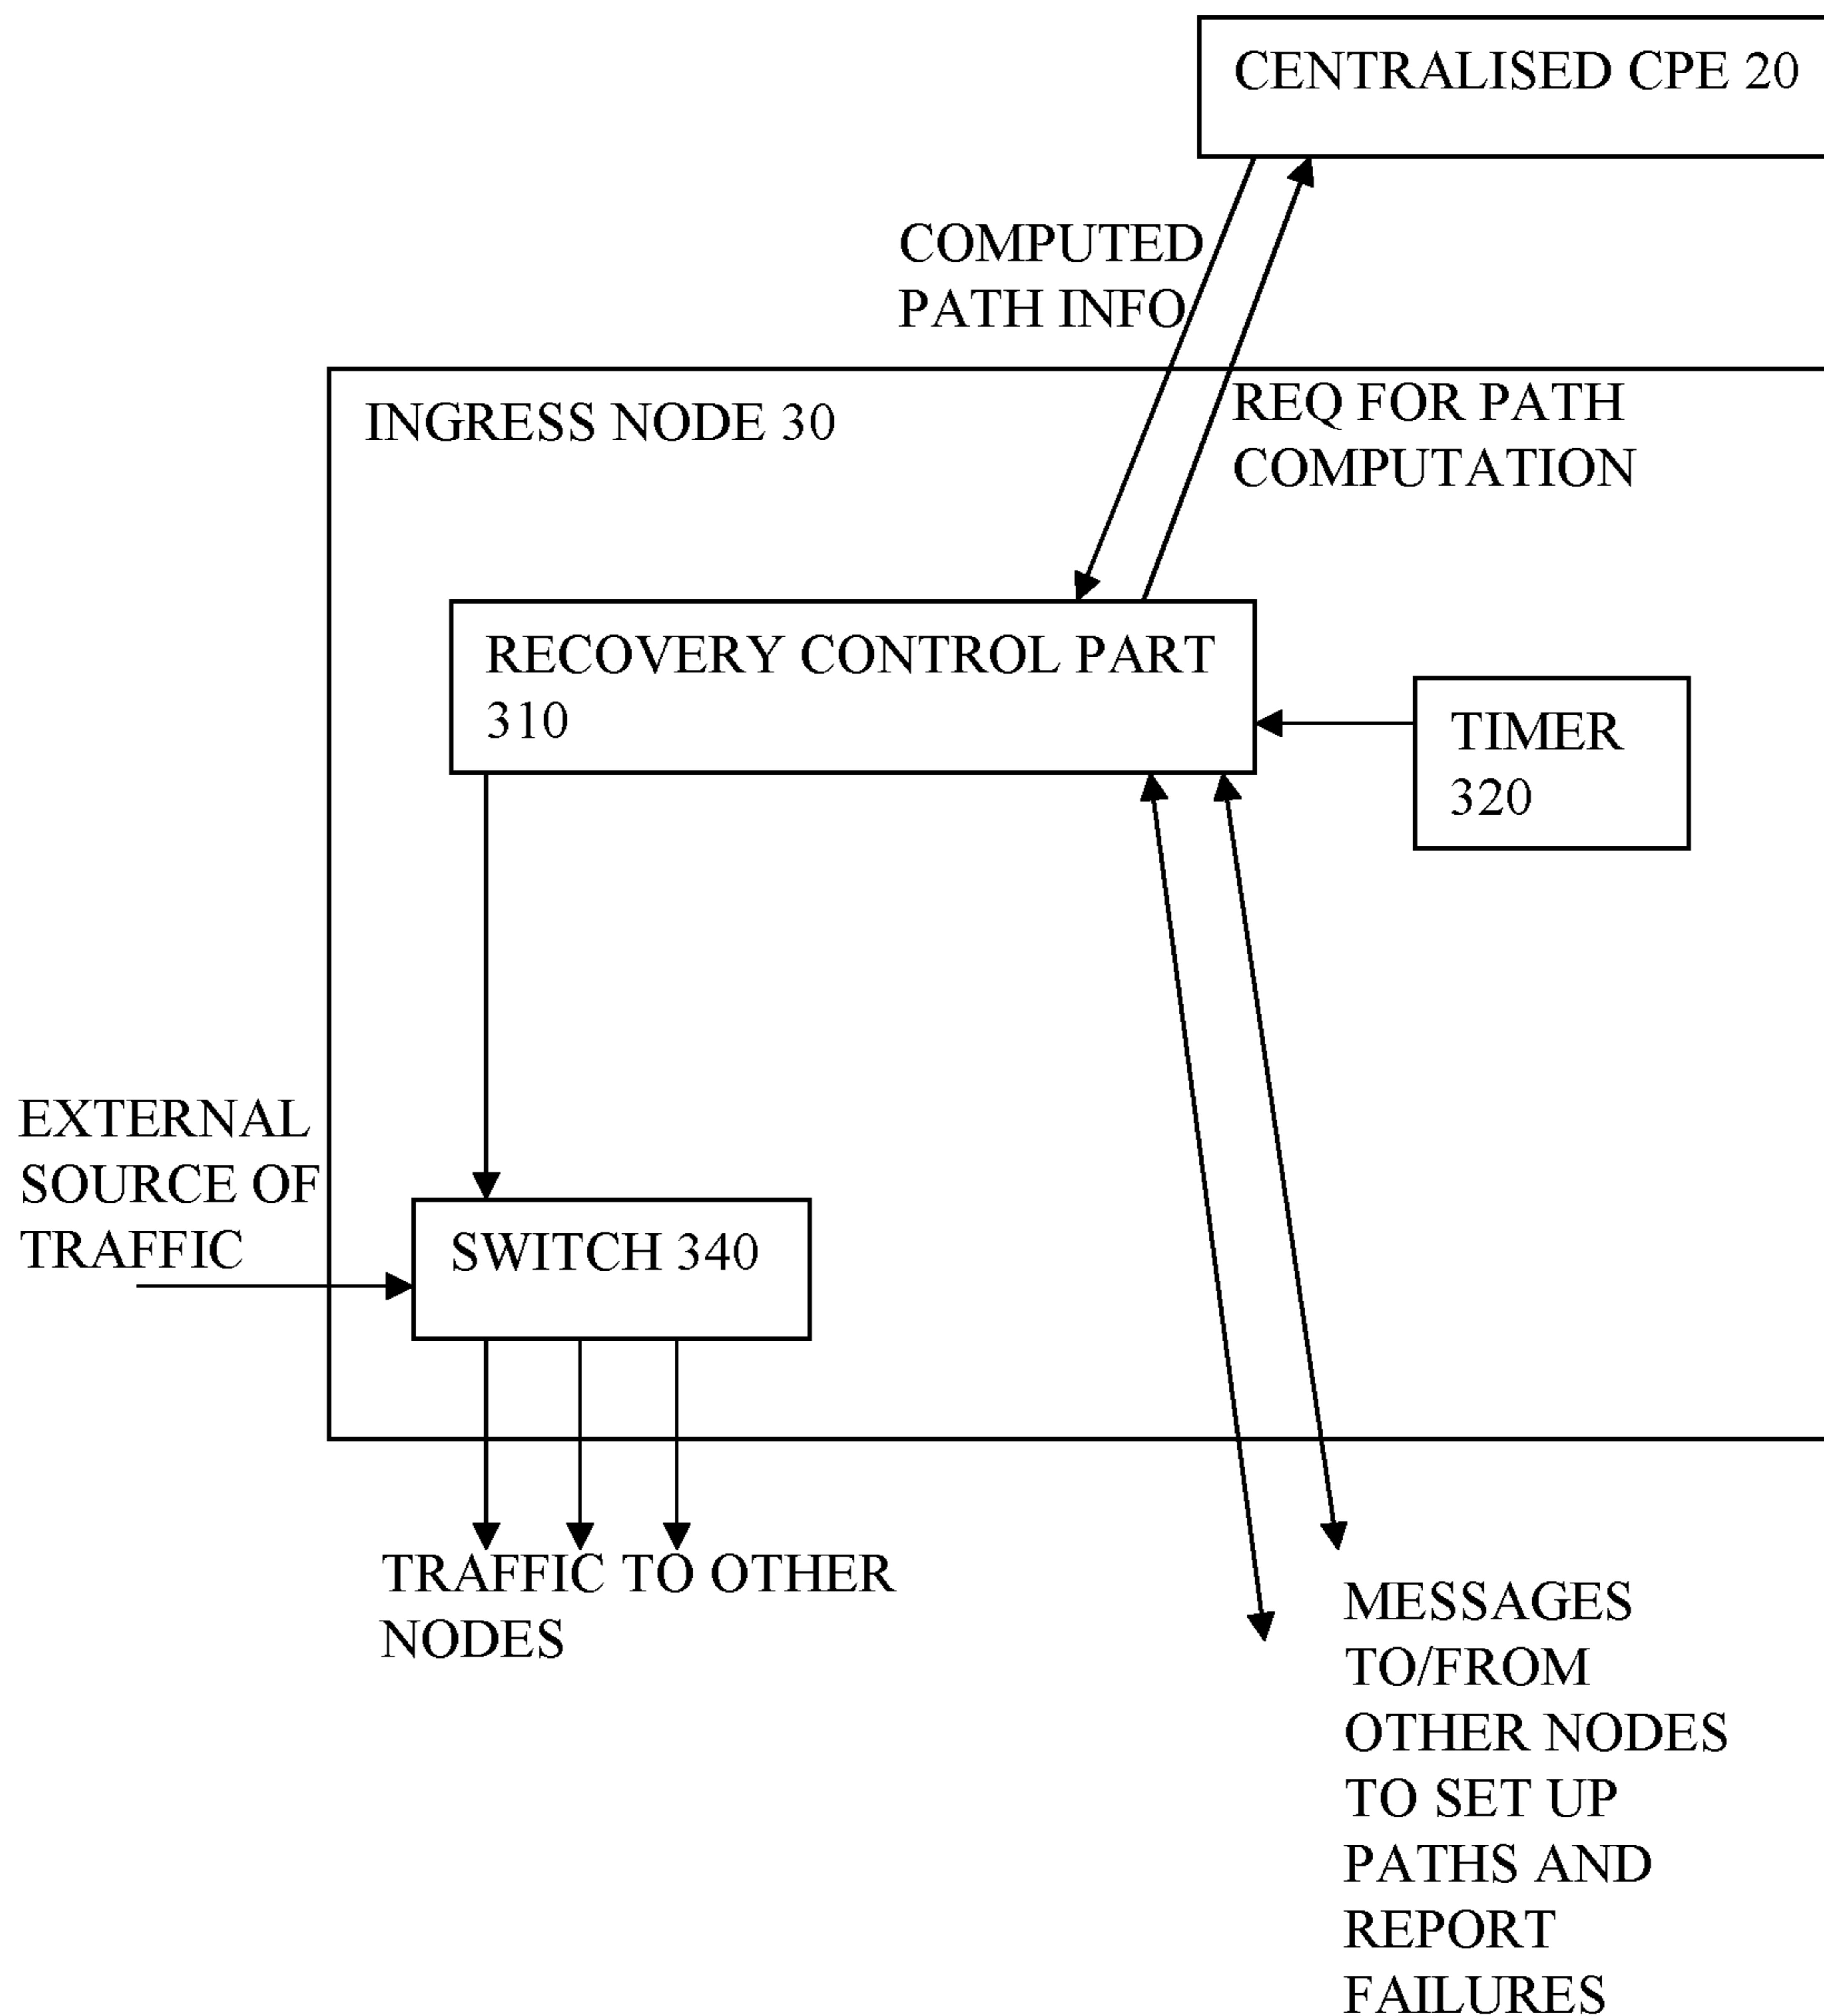 CENTRALISED CPE 20
COMPUTED
PATH INFO
INGRESS NODE 30
REQ FOR PATH
COMPUTATION
RECOVERY CONTROL PART
310
TIMER
320
EXTERNAL
SOURCE OF
TRAFFIC
SWITCH 340
TRAFFIC TO OTHER
NODES
MESSAGES
TO/FROM
OTHER NODES
TO SET UP
PATHS AND
REPORT
FAILURES